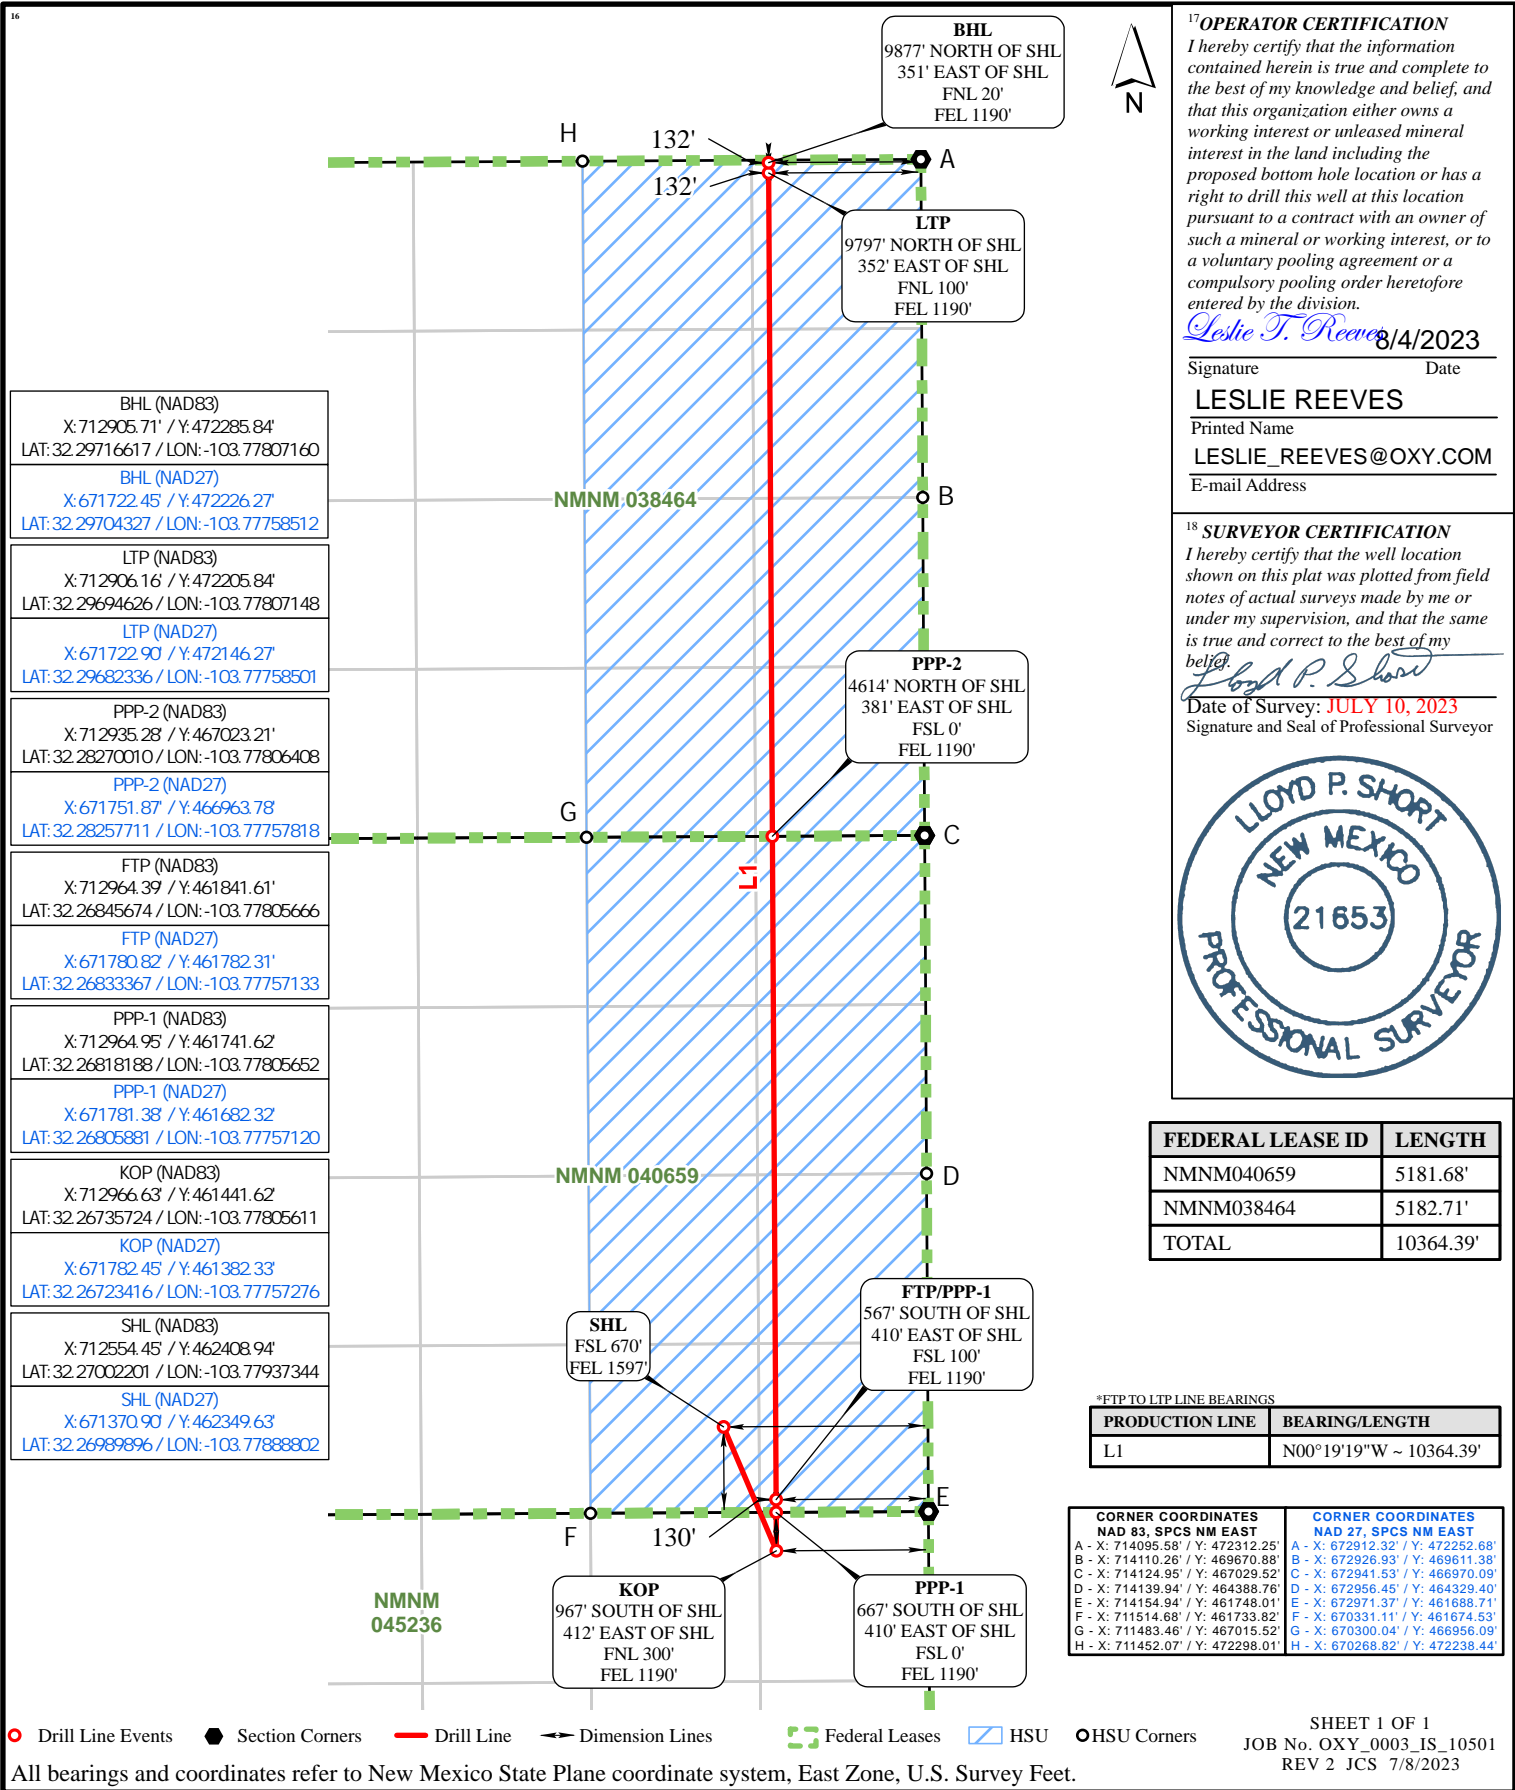 16
BHL
9877' NORTH OF SHL
351' EAST OF SHL
FNL 20'
FEL 1190'
N
H
132'
A
132'
LTP
9797' NORTH OF SHL
352' EAST OF SHL
FNL 100'
FEL 1190'
BHL (NAD83)
X:712905.71' / Y:472285.84'
LAT:32.29716617 / LON:-103.77807160
BHL (NAD27)
X:671722.45' / Y:472226.27'
LAT:32.29704327 / LON:-103.77758512
LTP (NAD83)
X:712906.16' / Y:472205.84'
LAT:32.29694626 / LON:-103.77807148
LTP (NAD27)
X:671722.90' / Y:472146.27'
LAT:32.29682336 / LON:-103.77758501
PPP-2 (NAD83)
X:712935.28' / Y:467023.21'
LAT:32.28270010 / LON:-103.77806408
PPP-2 (NAD27)
X:671751.87' / Y:466963.78'
LAT:32.28257711 / LON:-103.77757818
FTP (NAD83)
X:712964.39' / Y:461841.61'
LAT:32.26845674 / LON:-103.77805666
FTP (NAD27)
X:671780.82' / Y:461782.31'
LAT:32.26833367 / LON:-103.77757133
PPP-1 (NAD83)
X:712964.95' / Y:461741.62'
LAT:32.26818188 / LON:-103.77805652
PPP-1 (NAD27)
X:671781.38' / Y:461682.32'
LAT:32.26805881 / LON:-103.77757120
KOP (NAD83)
X:712966.63' / Y:461441.62'
LAT:32.26735724 / LON:-103.77805611
KOP (NAD27)
X:671782.45' / Y:461382.33'
LAT:32.26723416 / LON:-103.77757276
SHL (NAD83)
X:712554.45' / Y:462408.94'
LAT:32.27002201 / LON:-103.77937344
SHL (NAD27)
X:671370.90' / Y:462349.63'
LAT:32.26989896 / LON:-103.77888802
NMNM 038464
B
PPP-2
4614' NORTH OF SHL
381' EAST OF SHL
FSL 0'
FEL 1190'
G
C
L1
NMNM 040659
D
FTP/PPP-1
567' SOUTH OF SHL
410' EAST OF SHL
FSL 100'
FEL 1190'
SHL
FSL 670'
FEL 1597'
E
F
130'
KOP
967' SOUTH OF SHL
412' EAST OF SHL
FNL 300'
FEL 1190'
PPP-1
667' SOUTH OF SHL
410' EAST OF SHL
FSL 0'
FEL 1190'
NMNM
045236
17 OPERATOR CERTIFICATION
I hereby certify that the information
contained herein is true and complete to
the best of my knowledge and belief, and
that this organization either owns a
working interest or unleased mineral
interest in the land including the
proposed bottom hole location or has a
right to drill this well at this location
pursuant to a contract with an owner of
such a mineral or working interest, or to
a voluntary pooling agreement or a
compulsory pooling order heretofore
entered by the division.
Leslie T. Reeves 8/4/2023
Signature Date
LESLIE REEVES
Printed Name
LESLIE_REEVES@OXY.COM
E-mail Address
18 SURVEYOR CERTIFICATION
I hereby certify that the well location
shown on this plat was plotted from field
notes of actual surveys made by me or
under my supervision, and that the same
is true and correct to the best of my
belief.
Lloyd P. Short
Date of Survey: JULY 10, 2023
Signature and Seal of Professional Surveyor
LLOYD P. SHORT
NEW MEXICO
21653
PROFESSIONAL SURVEYOR
FEDERAL LEASE ID LENGTH
NMNM040659 5181.68'
NMNM038464 5182.71'
TOTAL 10364.39'
*FTP TO LTP LINE BEARINGS
PRODUCTION LINE BEARING/LENGTH
L1 N00°19'19"W ~ 10364.39'
CORNER COORDINATES
NAD 83, SPCS NM EAST
A - X: 714095.58' / Y: 472312.25'
B - X: 714110.26' / Y: 469670.88'
C - X: 714124.95' / Y: 467029.52'
D - X: 714139.94' / Y: 464388.76'
E - X: 714154.94' / Y: 461748.01'
F - X: 711514.68' / Y: 461733.82'
G - X: 711483.46' / Y: 467015.52'
H - X: 711452.07' / Y: 472298.01'
CORNER COORDINATES
NAD 27, SPCS NM EAST
A - X: 672912.32' / Y: 472252.68'
B - X: 672926.93' / Y: 469611.38'
C - X: 672941.53' / Y: 466970.09'
D - X: 672956.45' / Y: 464329.40'
E - X: 672971.37' / Y: 461688.71'
F - X: 670331.11' / Y: 461674.53'
G - X: 670300.04' / Y: 466956.09'
H - X: 670268.82' / Y: 472238.44'
Drill Line Events Section Corners Drill Line Dimension Lines Federal Leases HSU HSU Corners
All bearings and coordinates refer to New Mexico State Plane coordinate system, East Zone, U.S. Survey Feet.
SHEET 1 OF 1
JOB No. OXY_0003_IS_10501
REV 2 JCS 7/8/2023